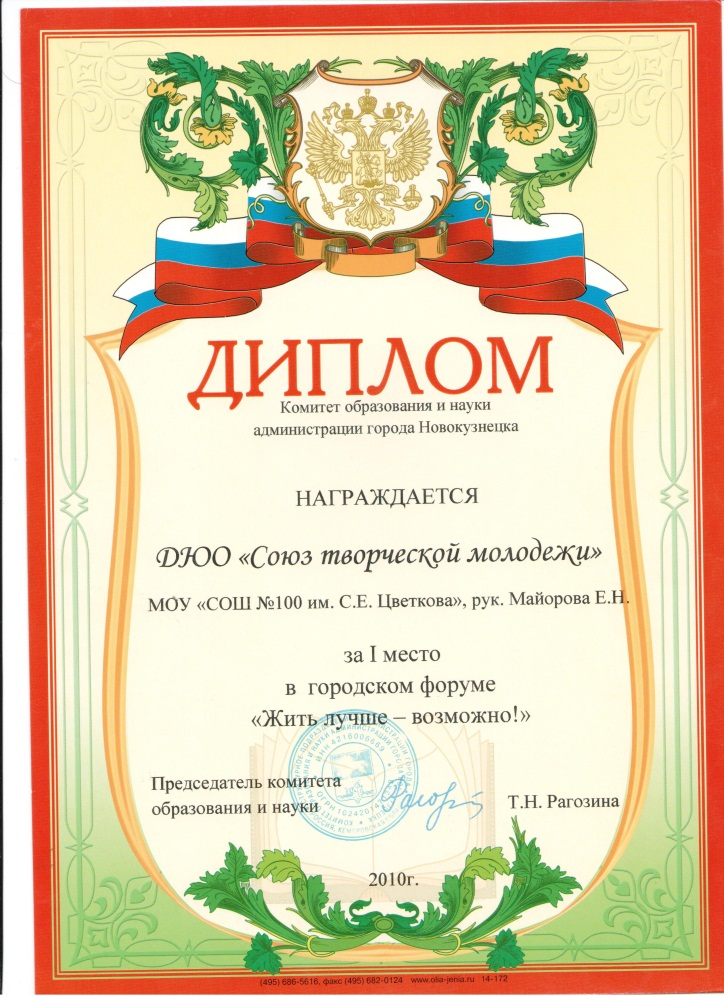 ДИПЛОМ
Комитет образования и науки
администрации города Новокузнецка
НАГРАЖДАЕТСЯ
ДЮО «Союз творческой молодежи»
МОУ «СОШ №100 им. С.Е. Цветкова», рук. Майорова Е.Н.
за I место
в городском форуме
«Жить лучше – возможно!»
Председатель комитета
образования и науки
Т.Н. Рагозина
2010г.
(495) 686-5616, факс (495) 682-0124 www.olia-jenia.ru 14-172